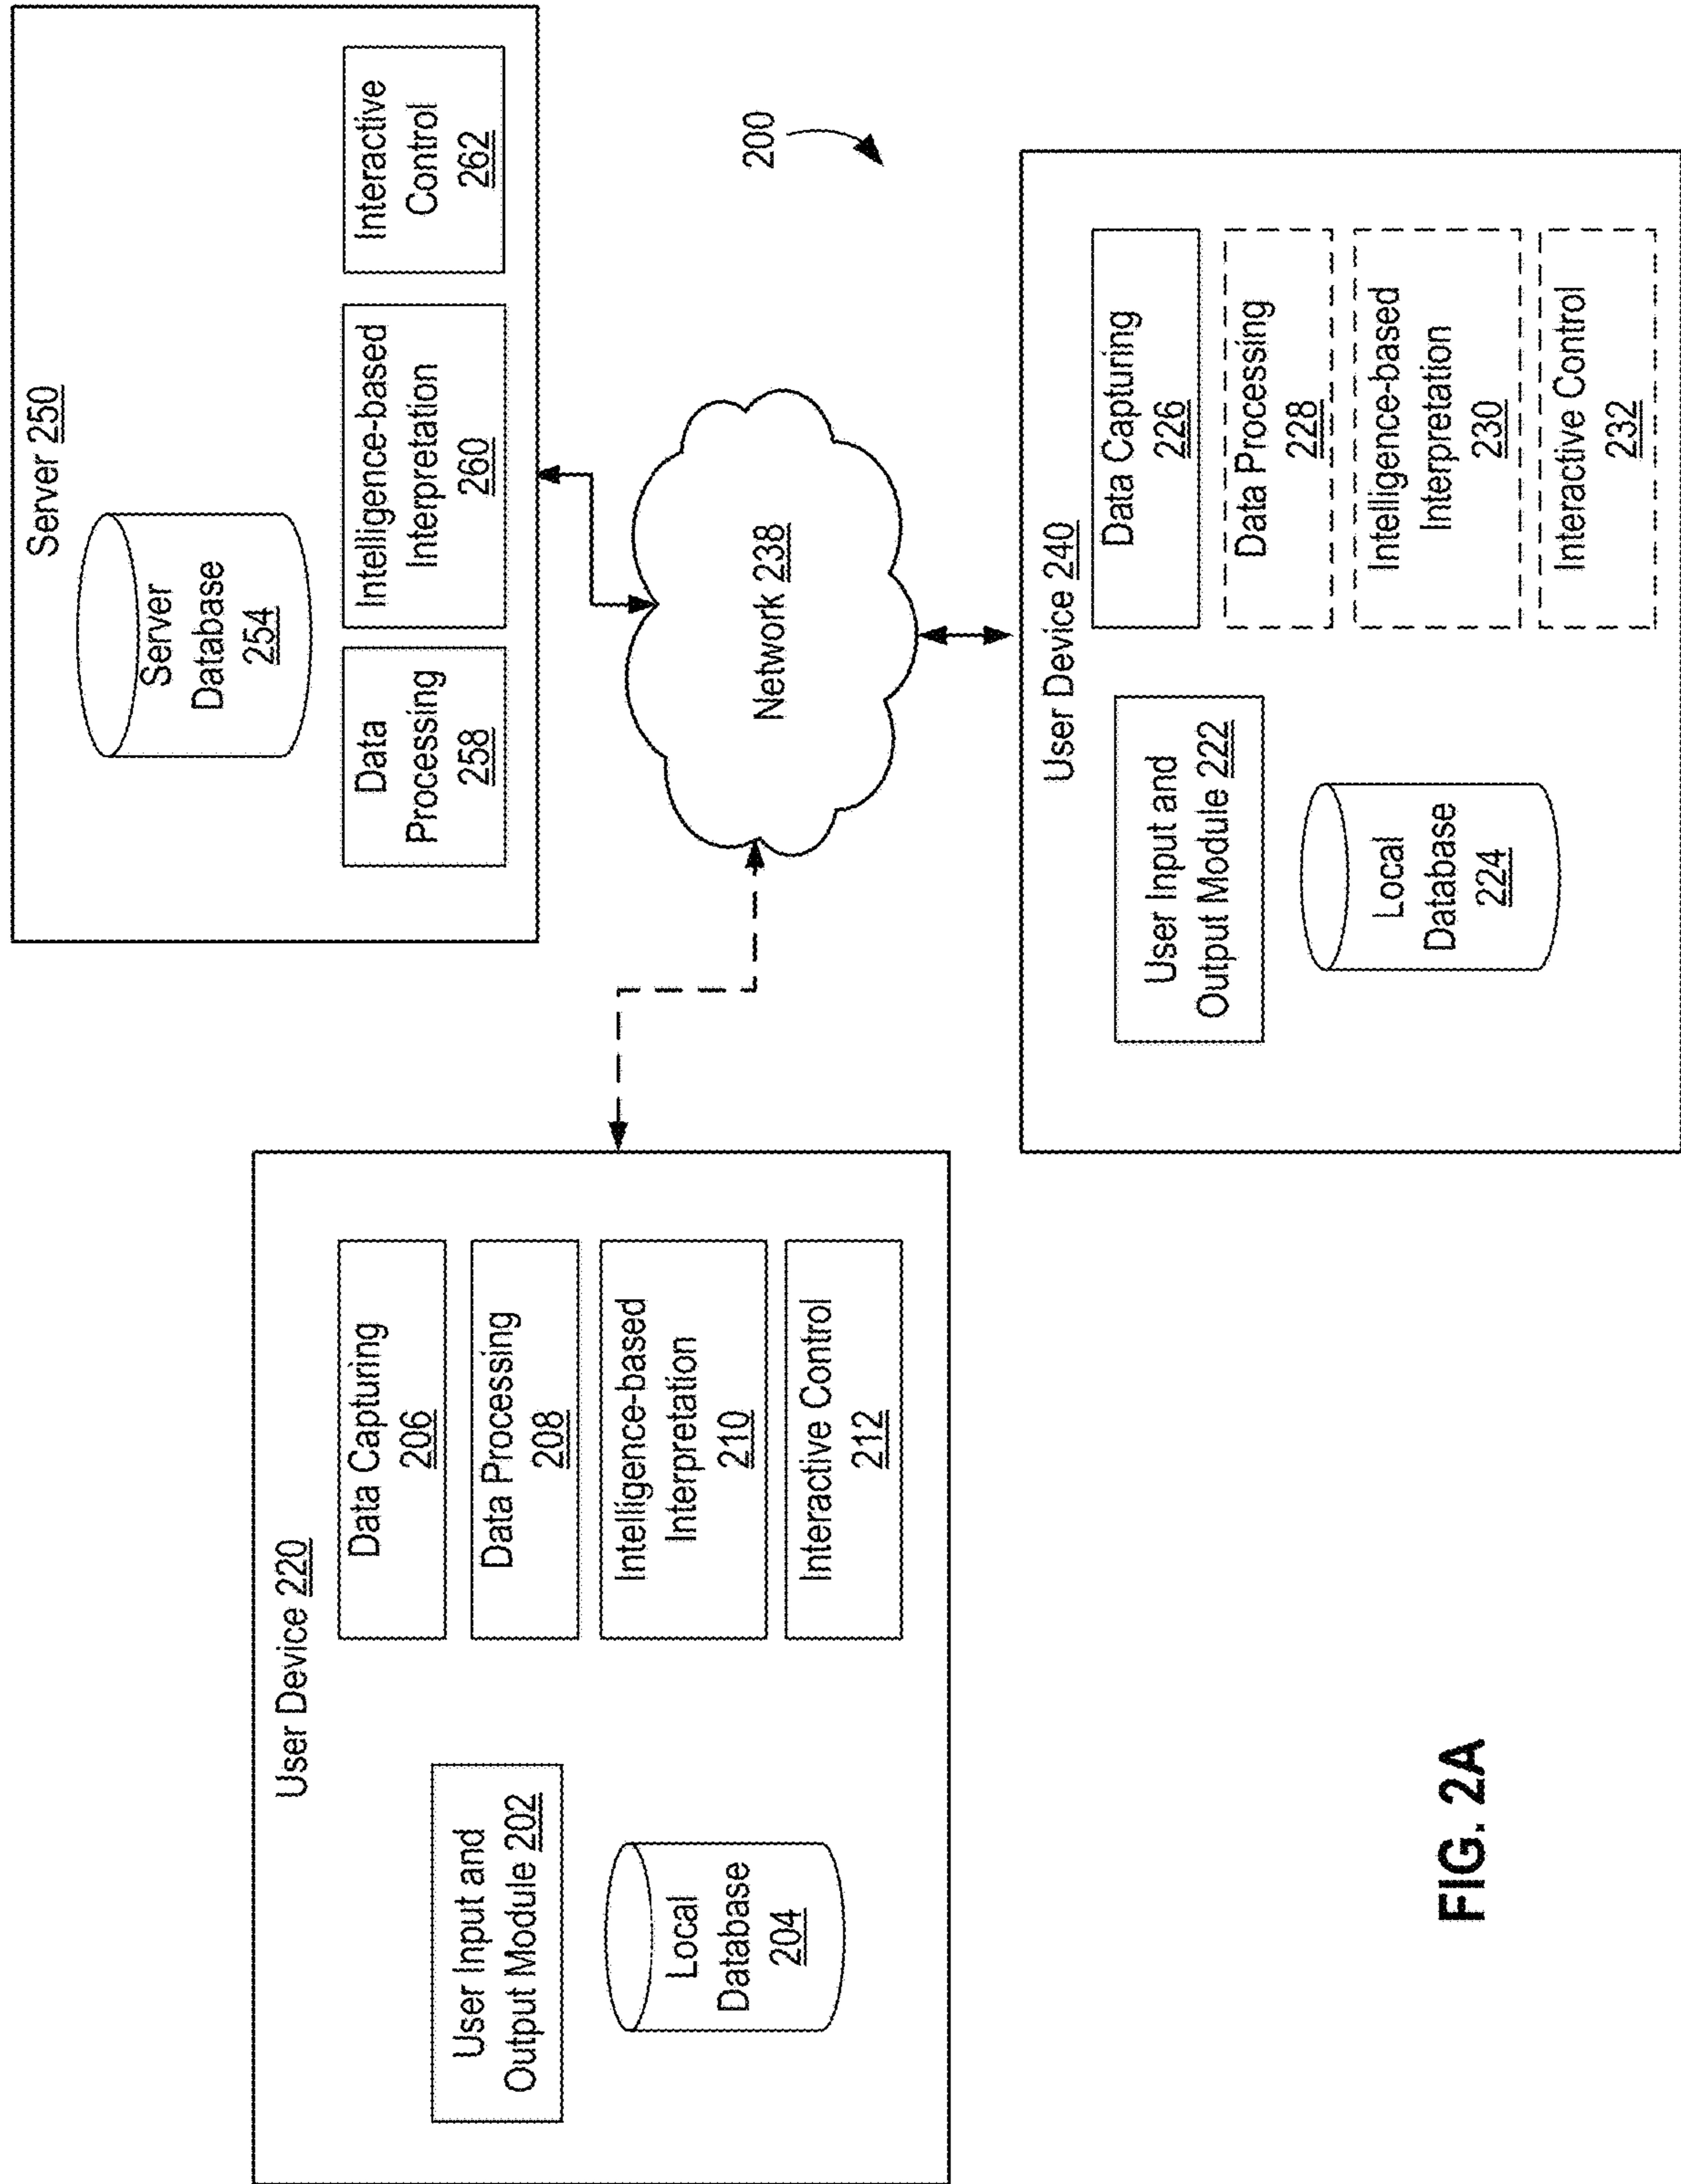 User Device 220
User Input and
Output Module 202
Local
Database
204
Data Capturing
206
Data Processing
208
Intelligence-based
Interpretation
210
Interactive Control
212
Server 250
Server
Database
254
Data
Processing
258
Intelligence-based
Interpretation
260
Interactive
Control
262
Network 238
200
User Device 240
User Input and
Output Module 222
Local
Database
224
Data Capturing
226
Data Processing
228
Intelligence-based
Interpretation
230
Interactive Control
232
FIG. 2A